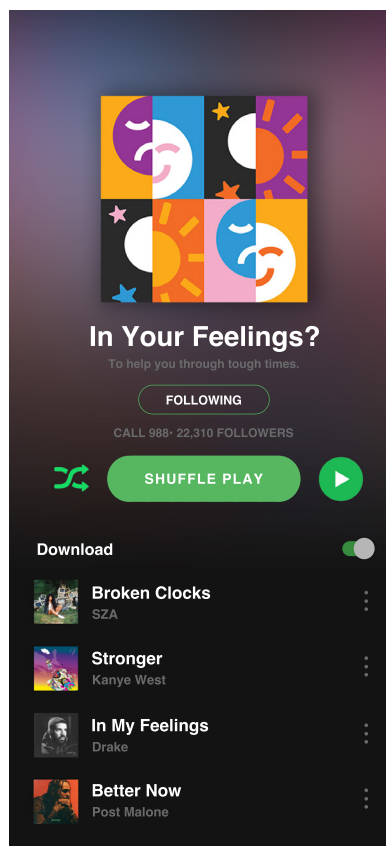 In Your Feelings?
To help you through tough times.
FOLLOWING
CALL 988• 22,310 FOLLOWERS
SHUFFLE PLAY
Download
Broken Clocks
SZA
Stronger
Kanye West
In My Feelings
Drake
Better Now
Post Malone